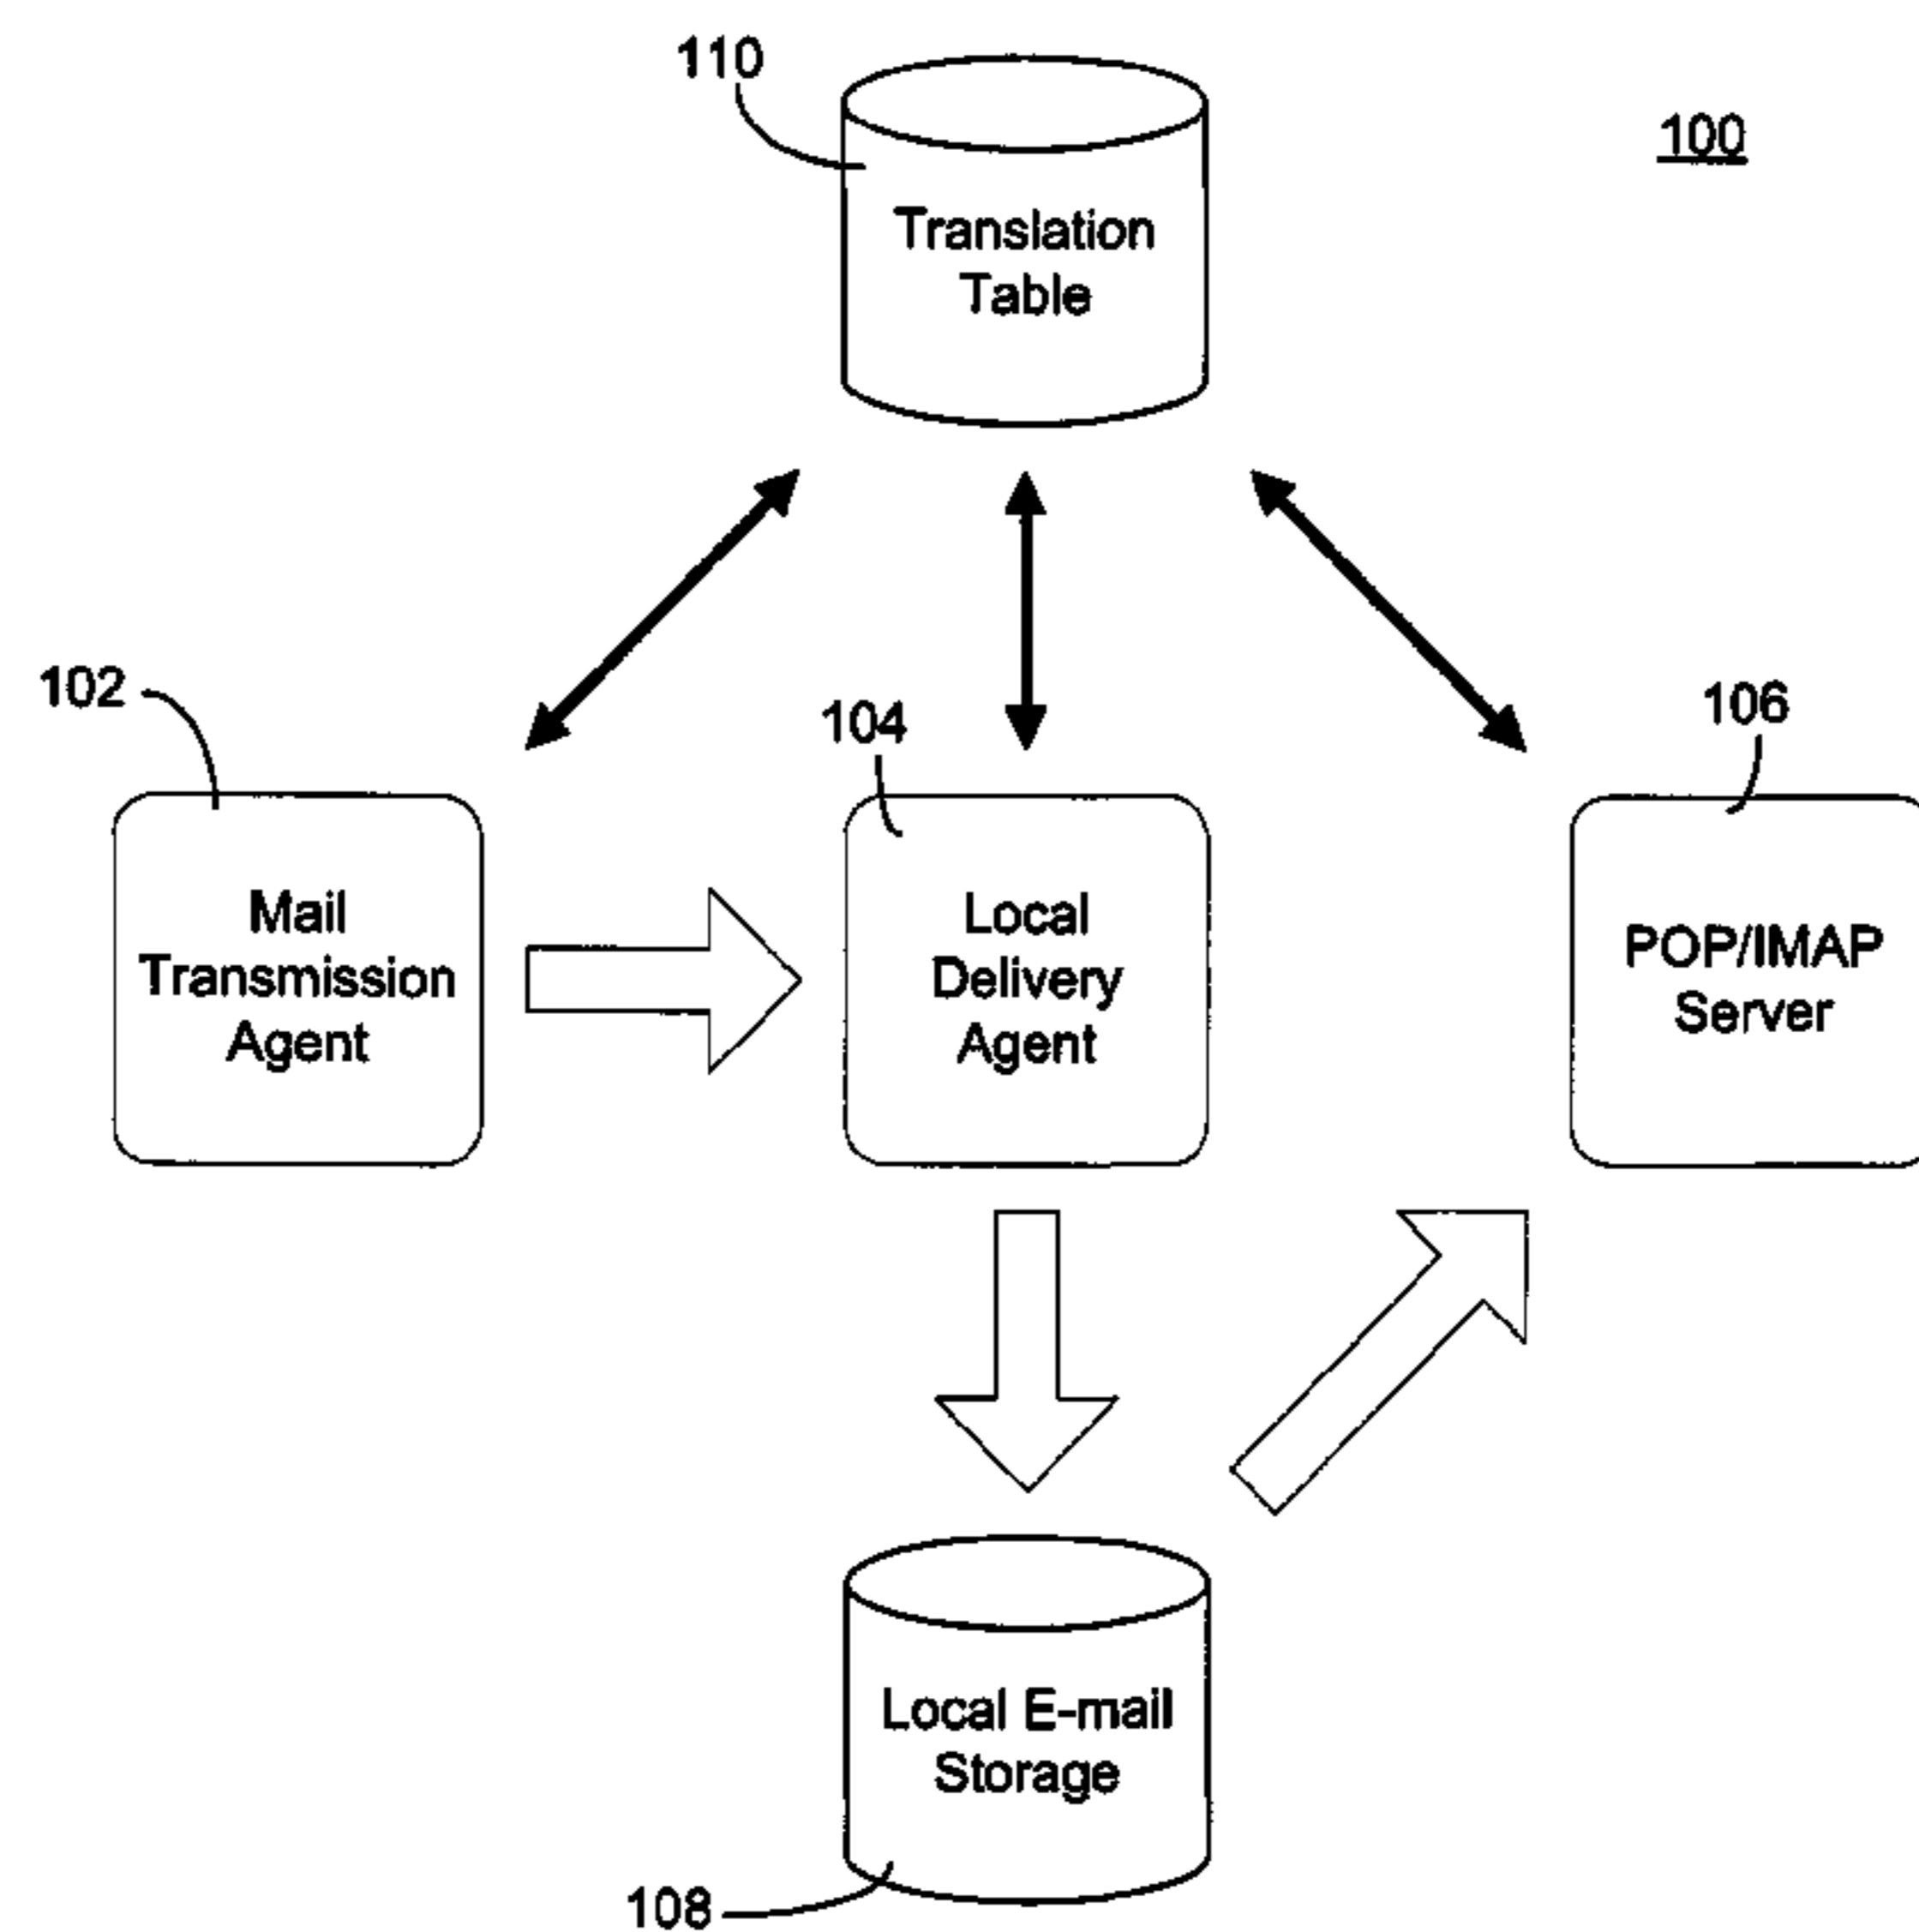 110
100
Translation
Table
102
104
106
Mail
Transmission
Agent
Local
Delivery
Agent
POP/IMAP
Server
Local E-mail
Storage
108